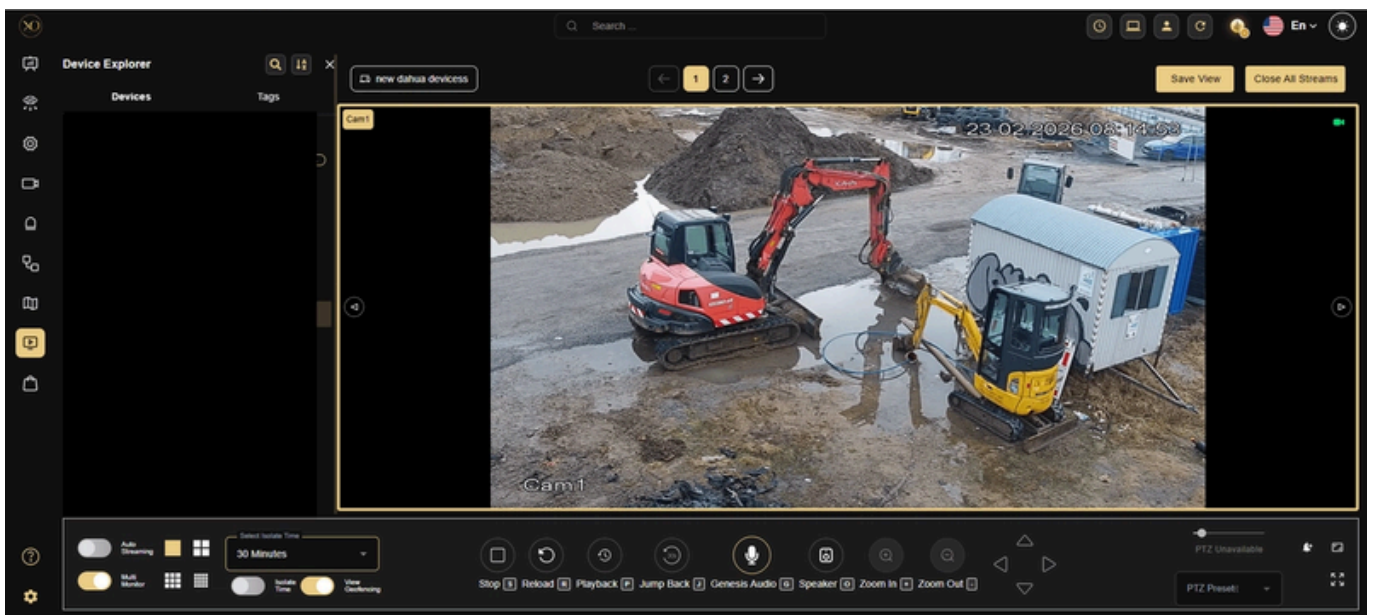 XO
Search ...
En
Device Explorer
Devices
Tags
new dahua devicess
1
2
Save View
Close All Streams
Cam1
23-02-2026 08:14:53
Cam1
Auto
Streaming
Multi
Monitor
Select Isolate Time
30 Minutes
Isolate
Time
View
Geofencing
Stop S
Reload R
Playback P
Jump Back J
Genesis Audio G
Speaker O
Zoom In +
Zoom Out -
PTZ Unavailable
PTZ Preset: